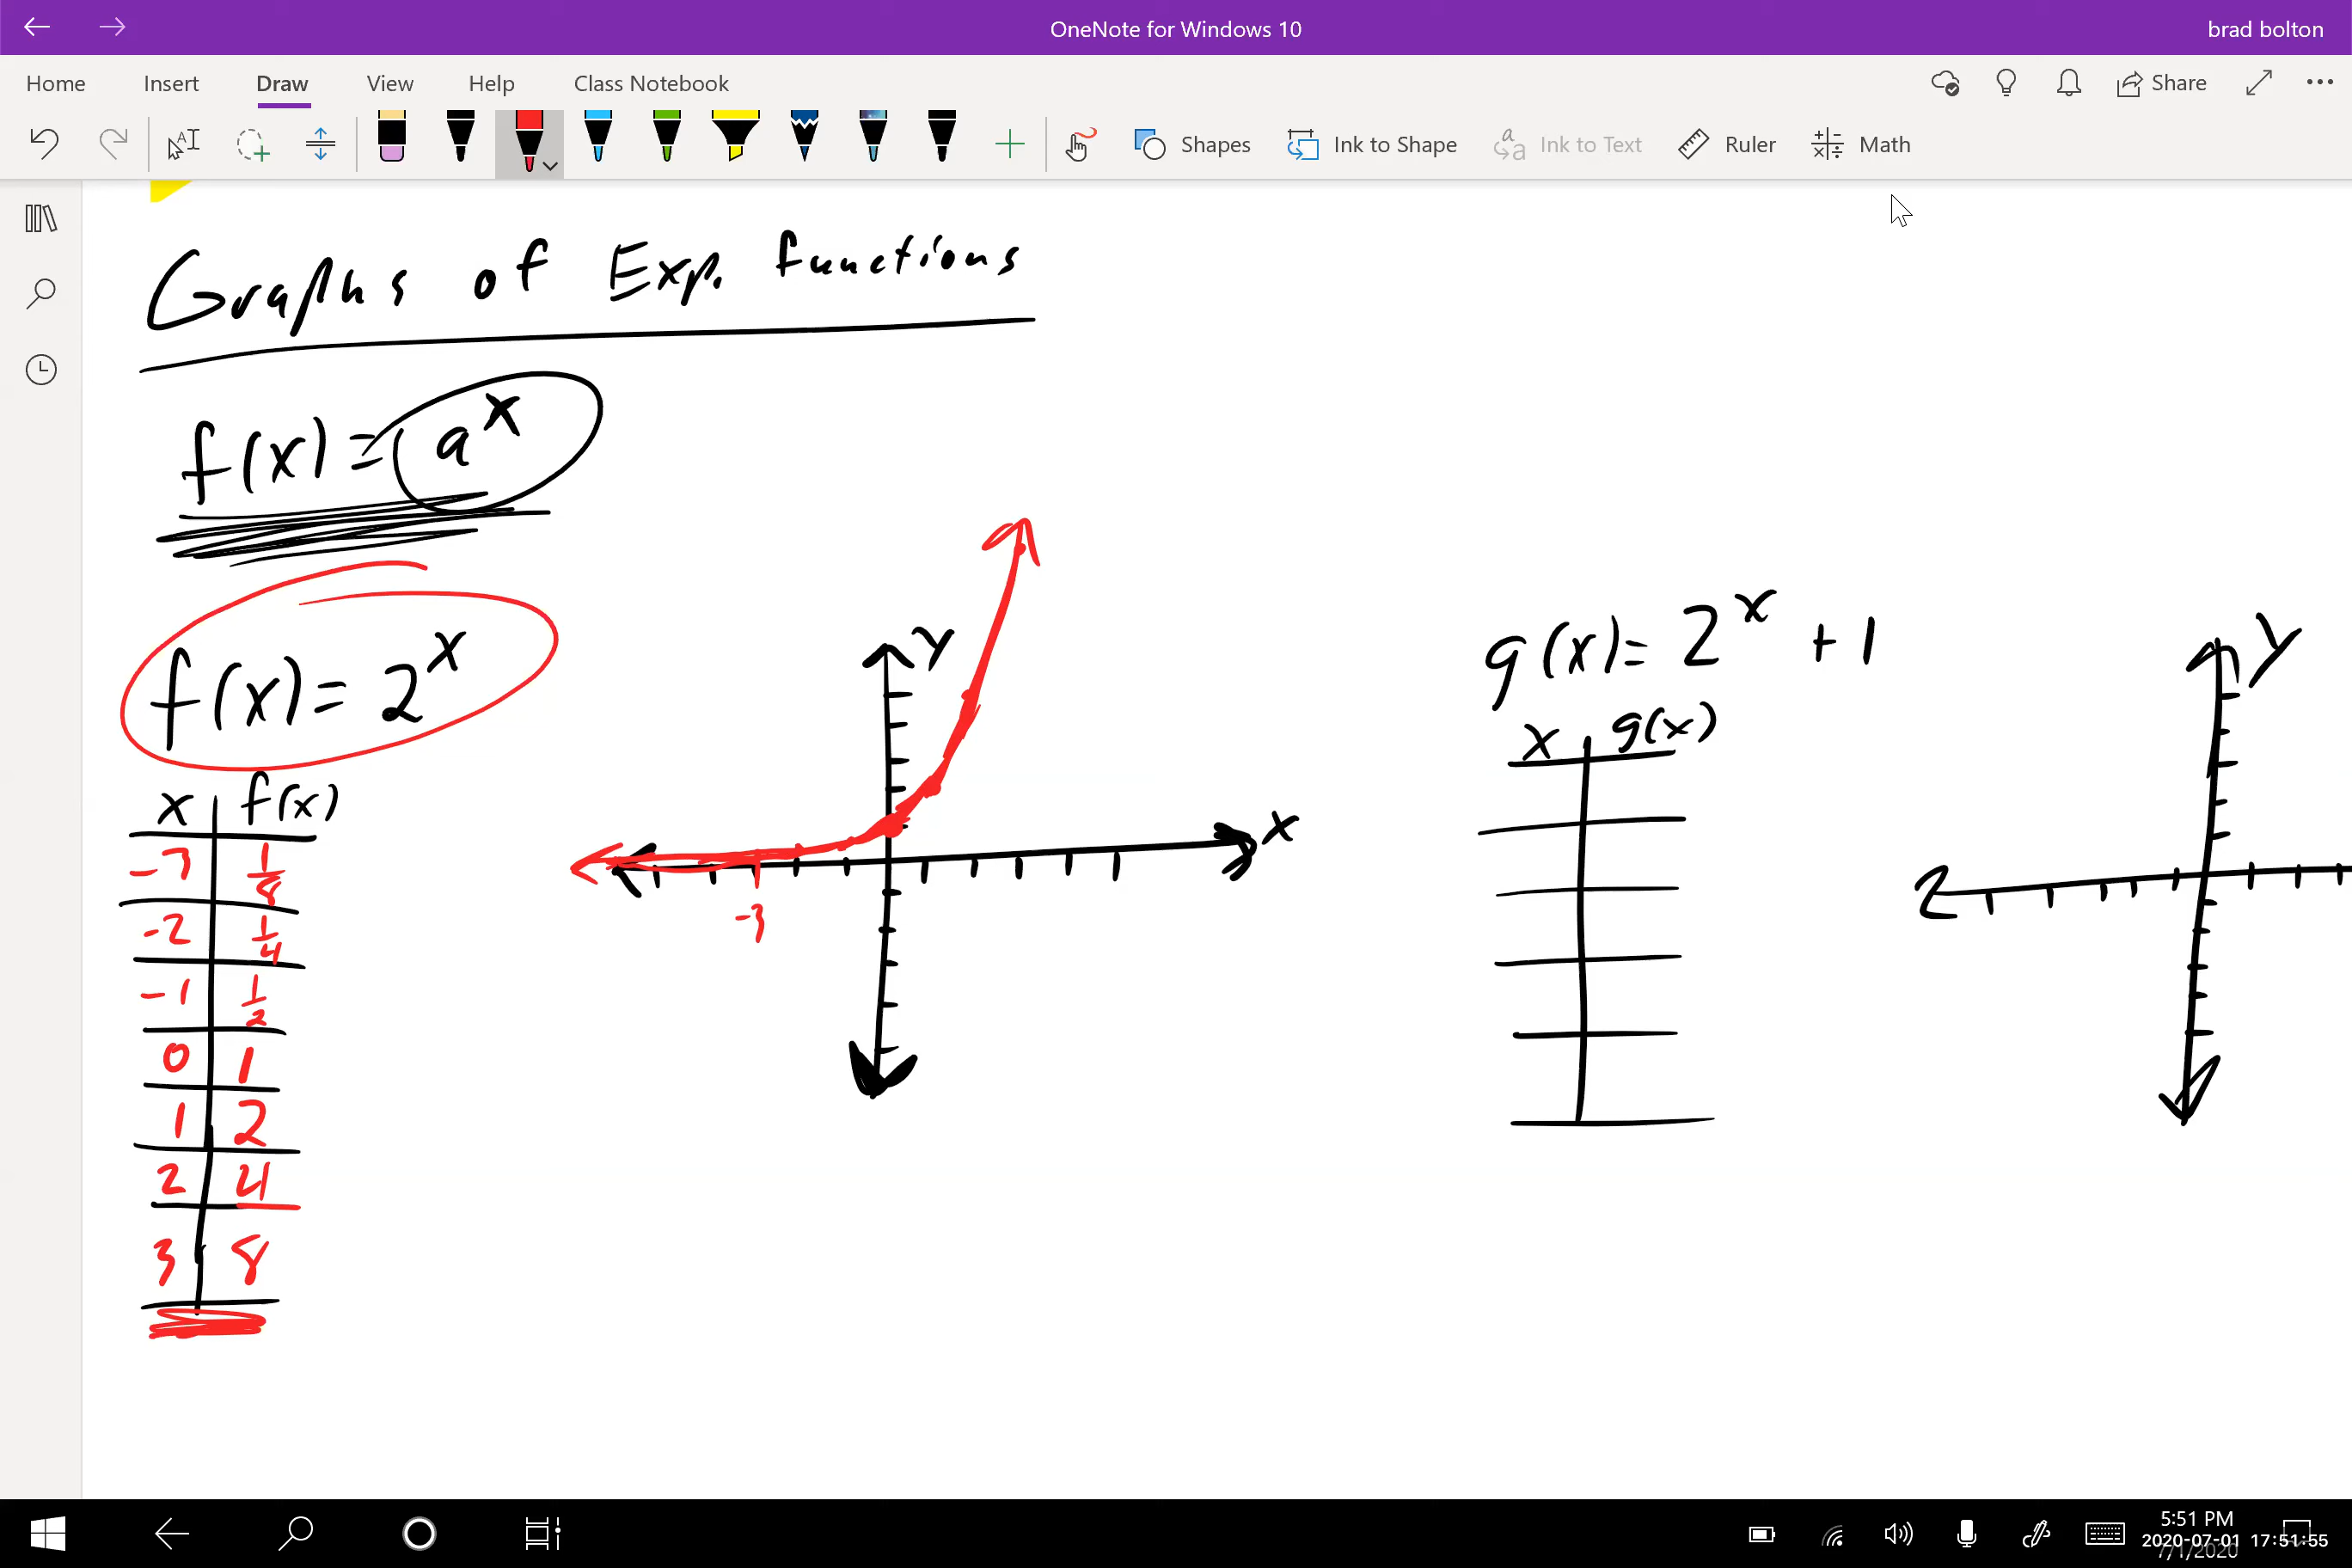 OneNote for Windows 10
brad bolton
Home Insert Draw View Help Class Notebook
Share
Shapes Ink to Shape Ink to Text Ruler Math
Graphs of Exp. functions
f(x) = a^x
f(x) = 2^x
x f(x)
-3 1/8
-2 1/4
-1 1/2
0 1
1 2
2 4
3 8
y
x
-3
g(x) = 2^x + 1
x g(x)
y
5:51 PM
2020-07-01 17:51:55
7/1/2020